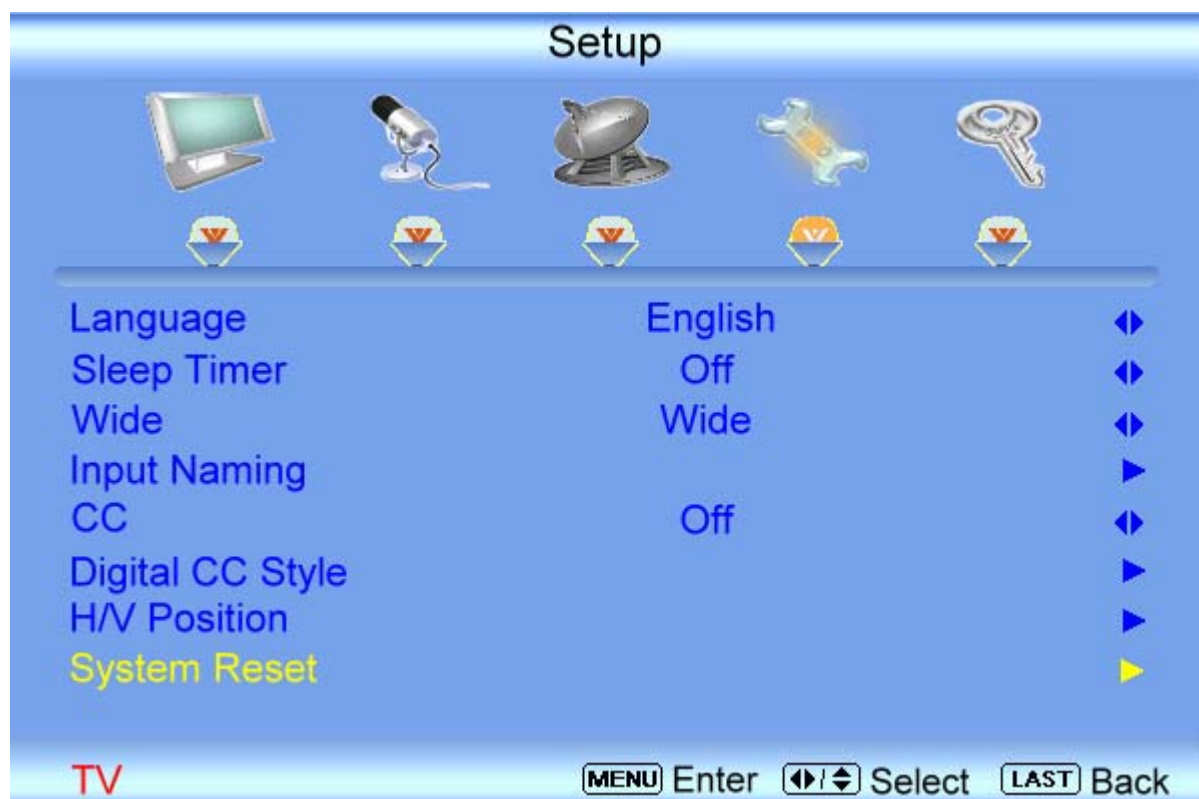 Setup
Language English
Sleep Timer Off
Wide Wide
Input Naming
CC Off
Digital CC Style
H/V Position
System Reset
TV MENU Enter / Select LAST Back